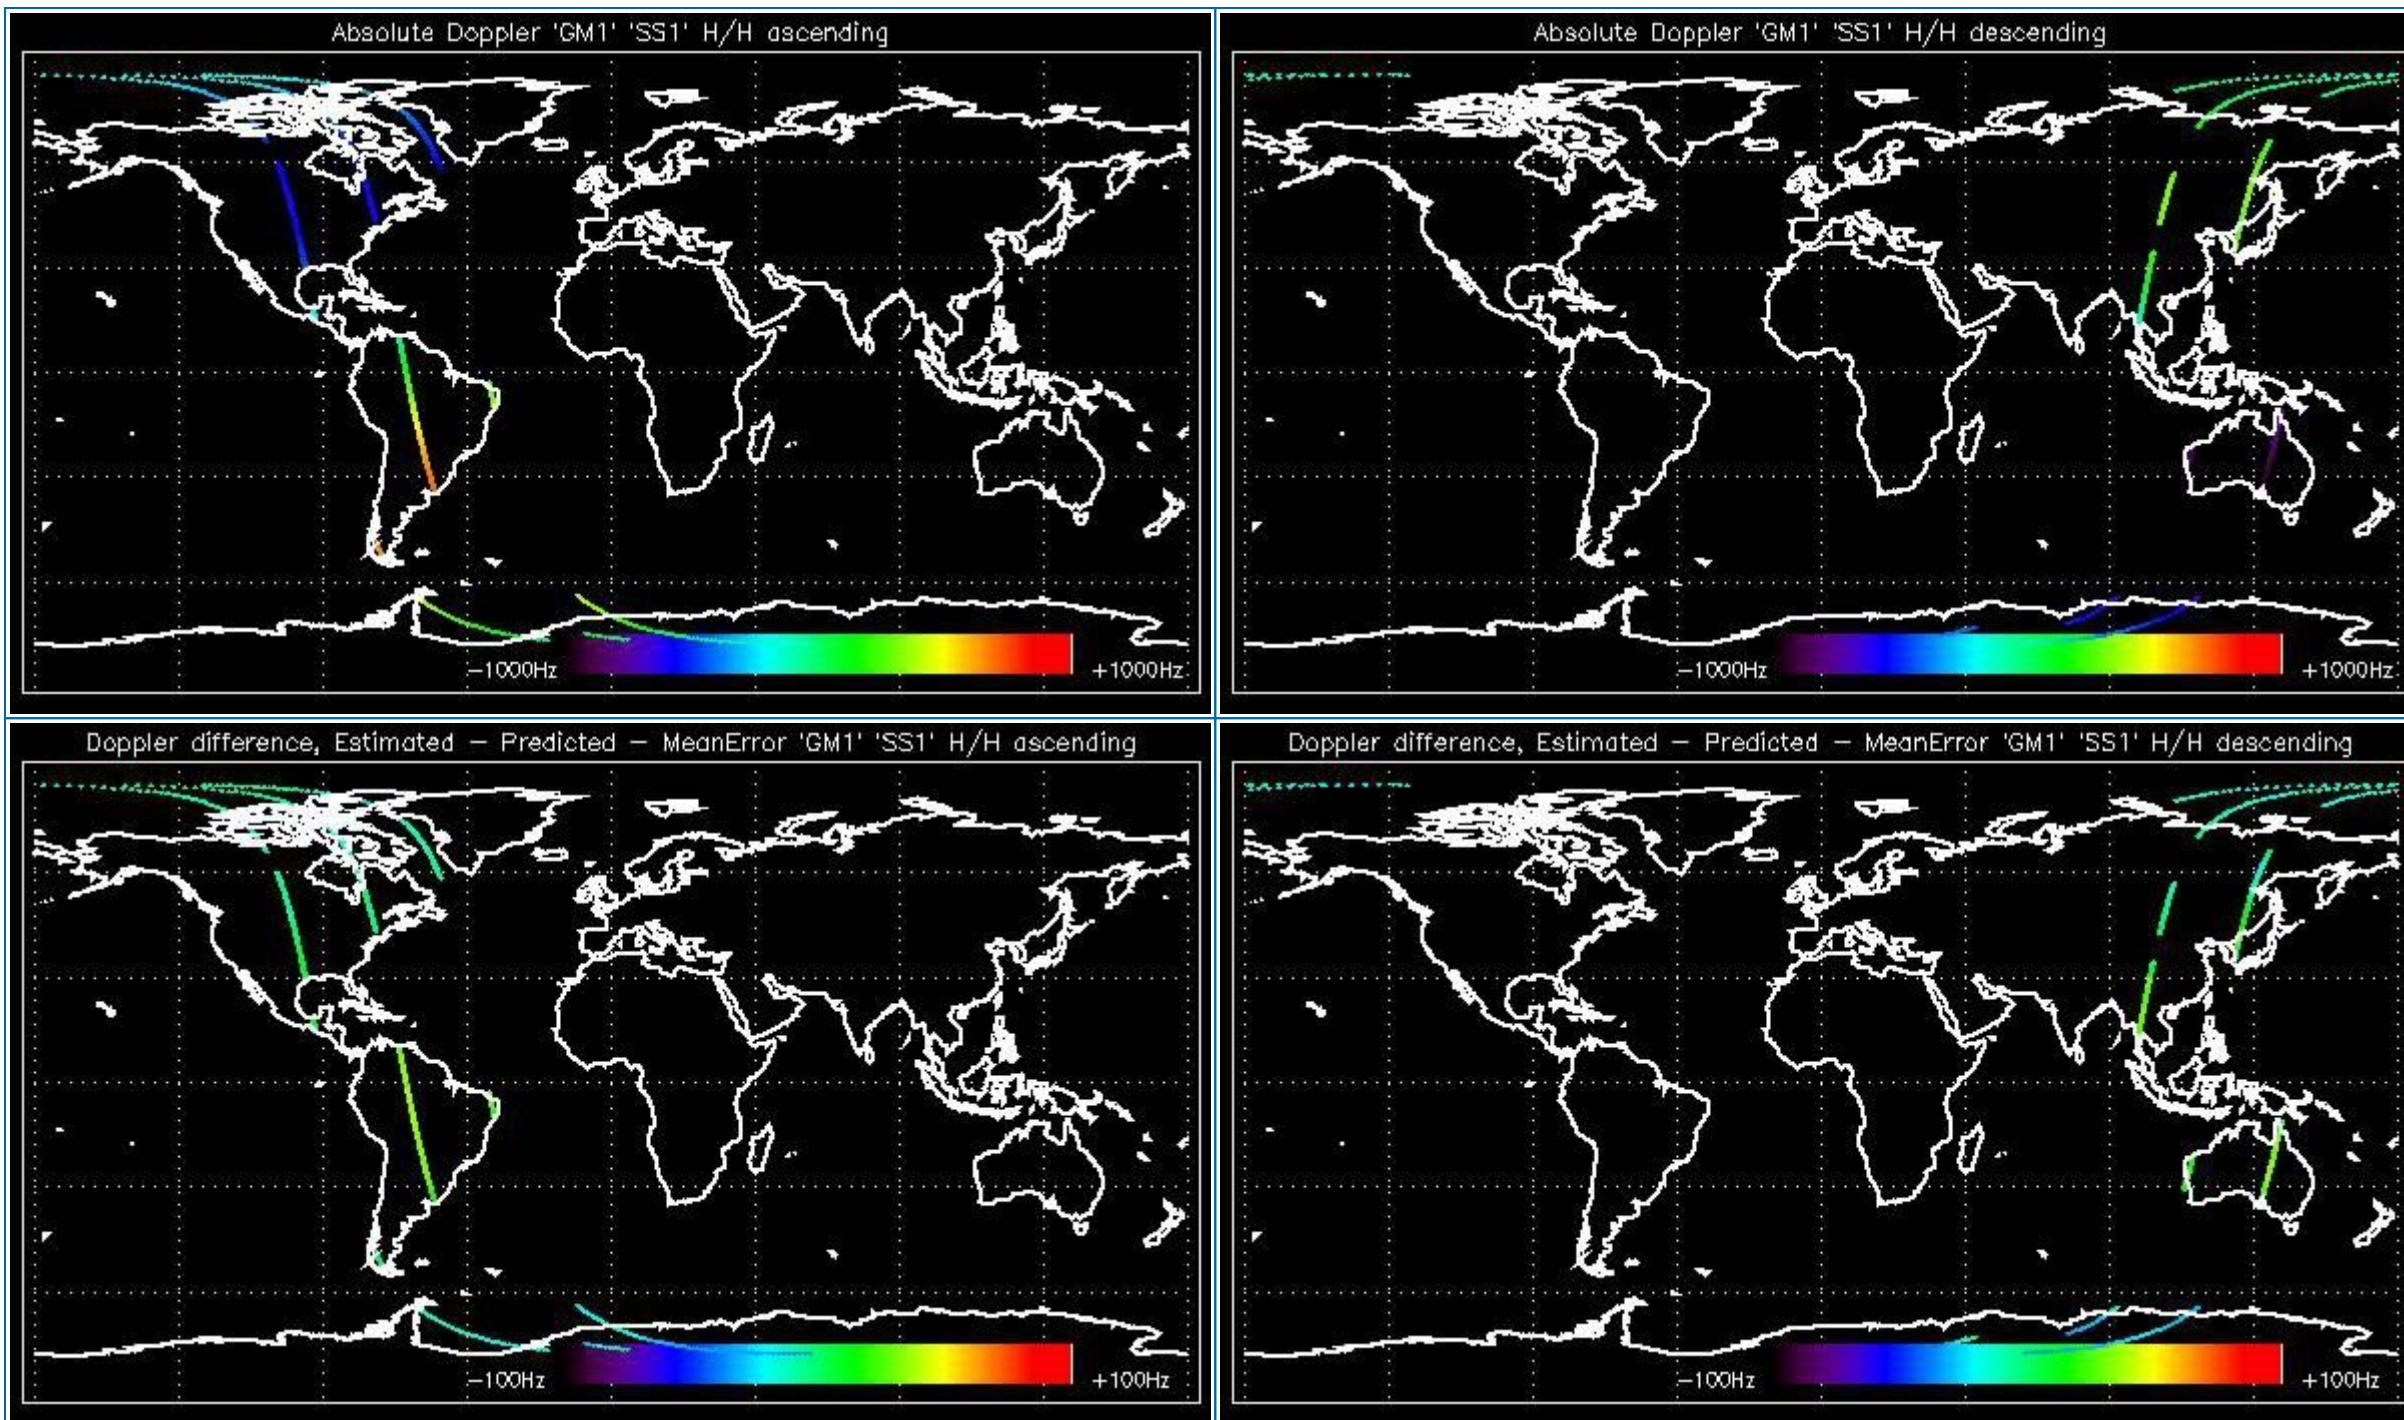 Absolute Doppler 'GM1' 'SS1' H/H ascending
-1000Hz
+1000Hz
Absolute Doppler 'GM1' 'SS1' H/H descending
-1000Hz
+1000Hz
Doppler difference, Estimated - Predicted - MeanError 'GM1' 'SS1' H/H ascending
-100Hz
+100Hz
Doppler difference, Estimated - Predicted - MeanError 'GM1' 'SS1' H/H descending
-100Hz
+100Hz